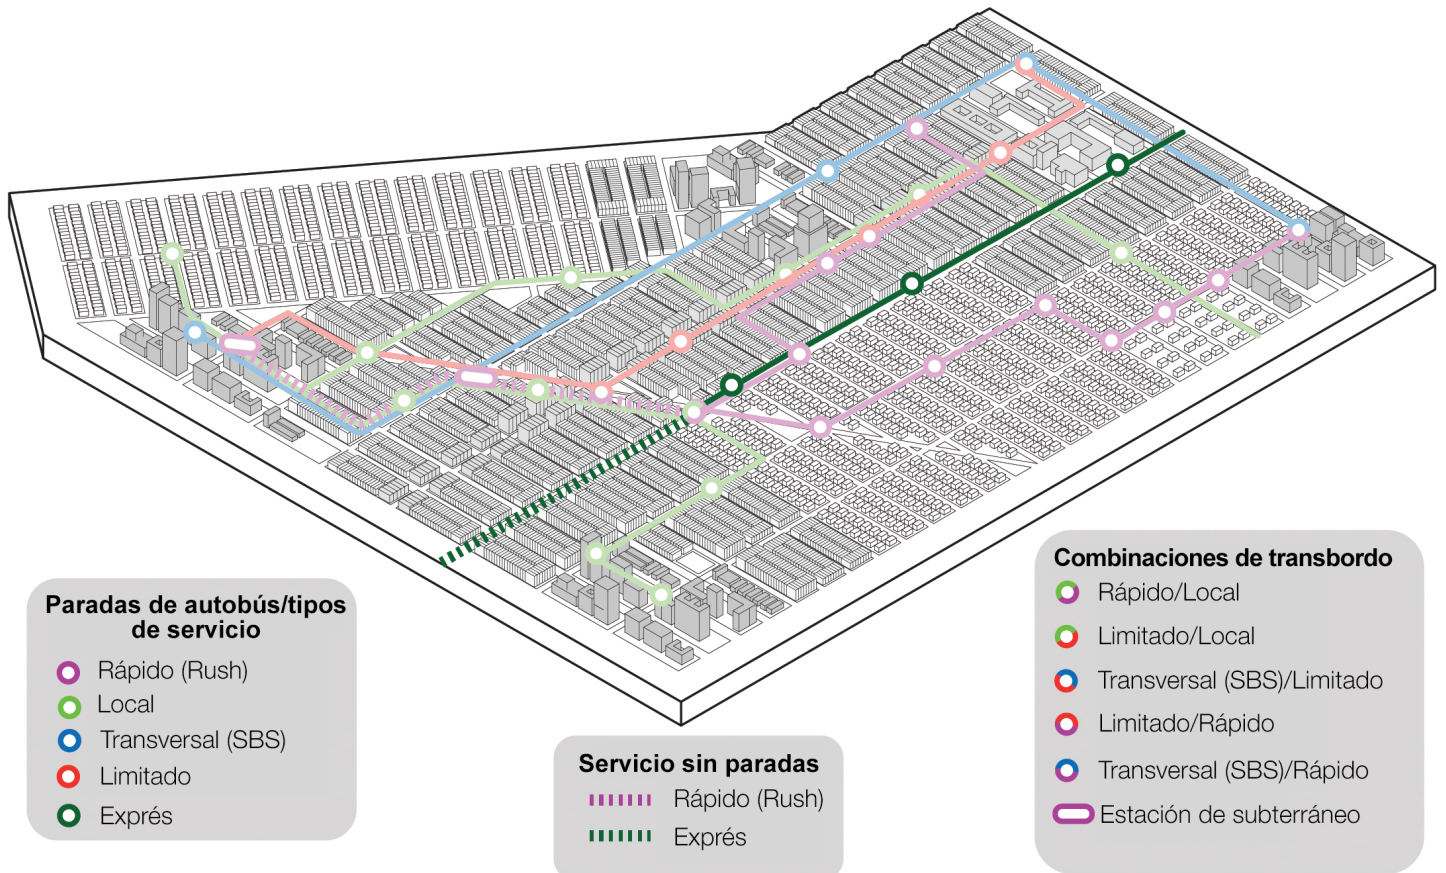 Paradas de autobús/tipos
de servicio
Rápido (Rush)
Local
Transversal (SBS)
Limitado
Exprés
Servicio sin paradas
Rápido (Rush)
Exprés
Combinaciones de transbordo
Rápido/Local
Limitado/Local
Transversal (SBS)/Limitado
Limitado/Rápido
Transversal (SBS)/Rápido
Estación de subterráneo